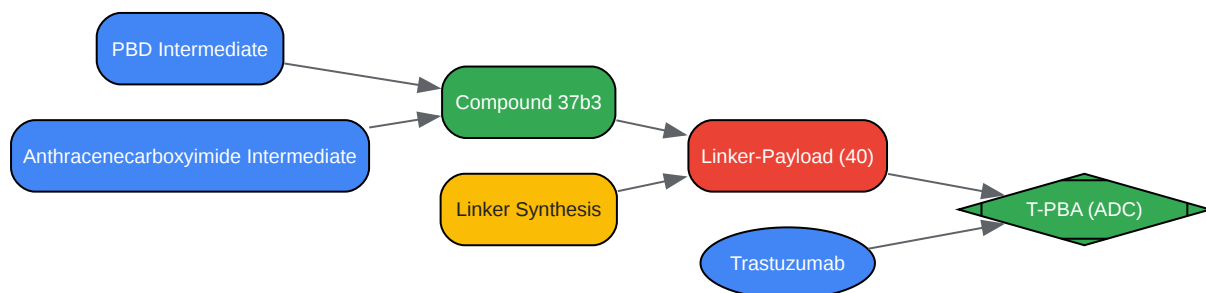 PBD Intermediate
Anthracenecarboxyimide Intermediate
Compound 37b3
Linker Synthesis
Linker-Payload (40)
Trastuzumab
T-PBA (ADC)